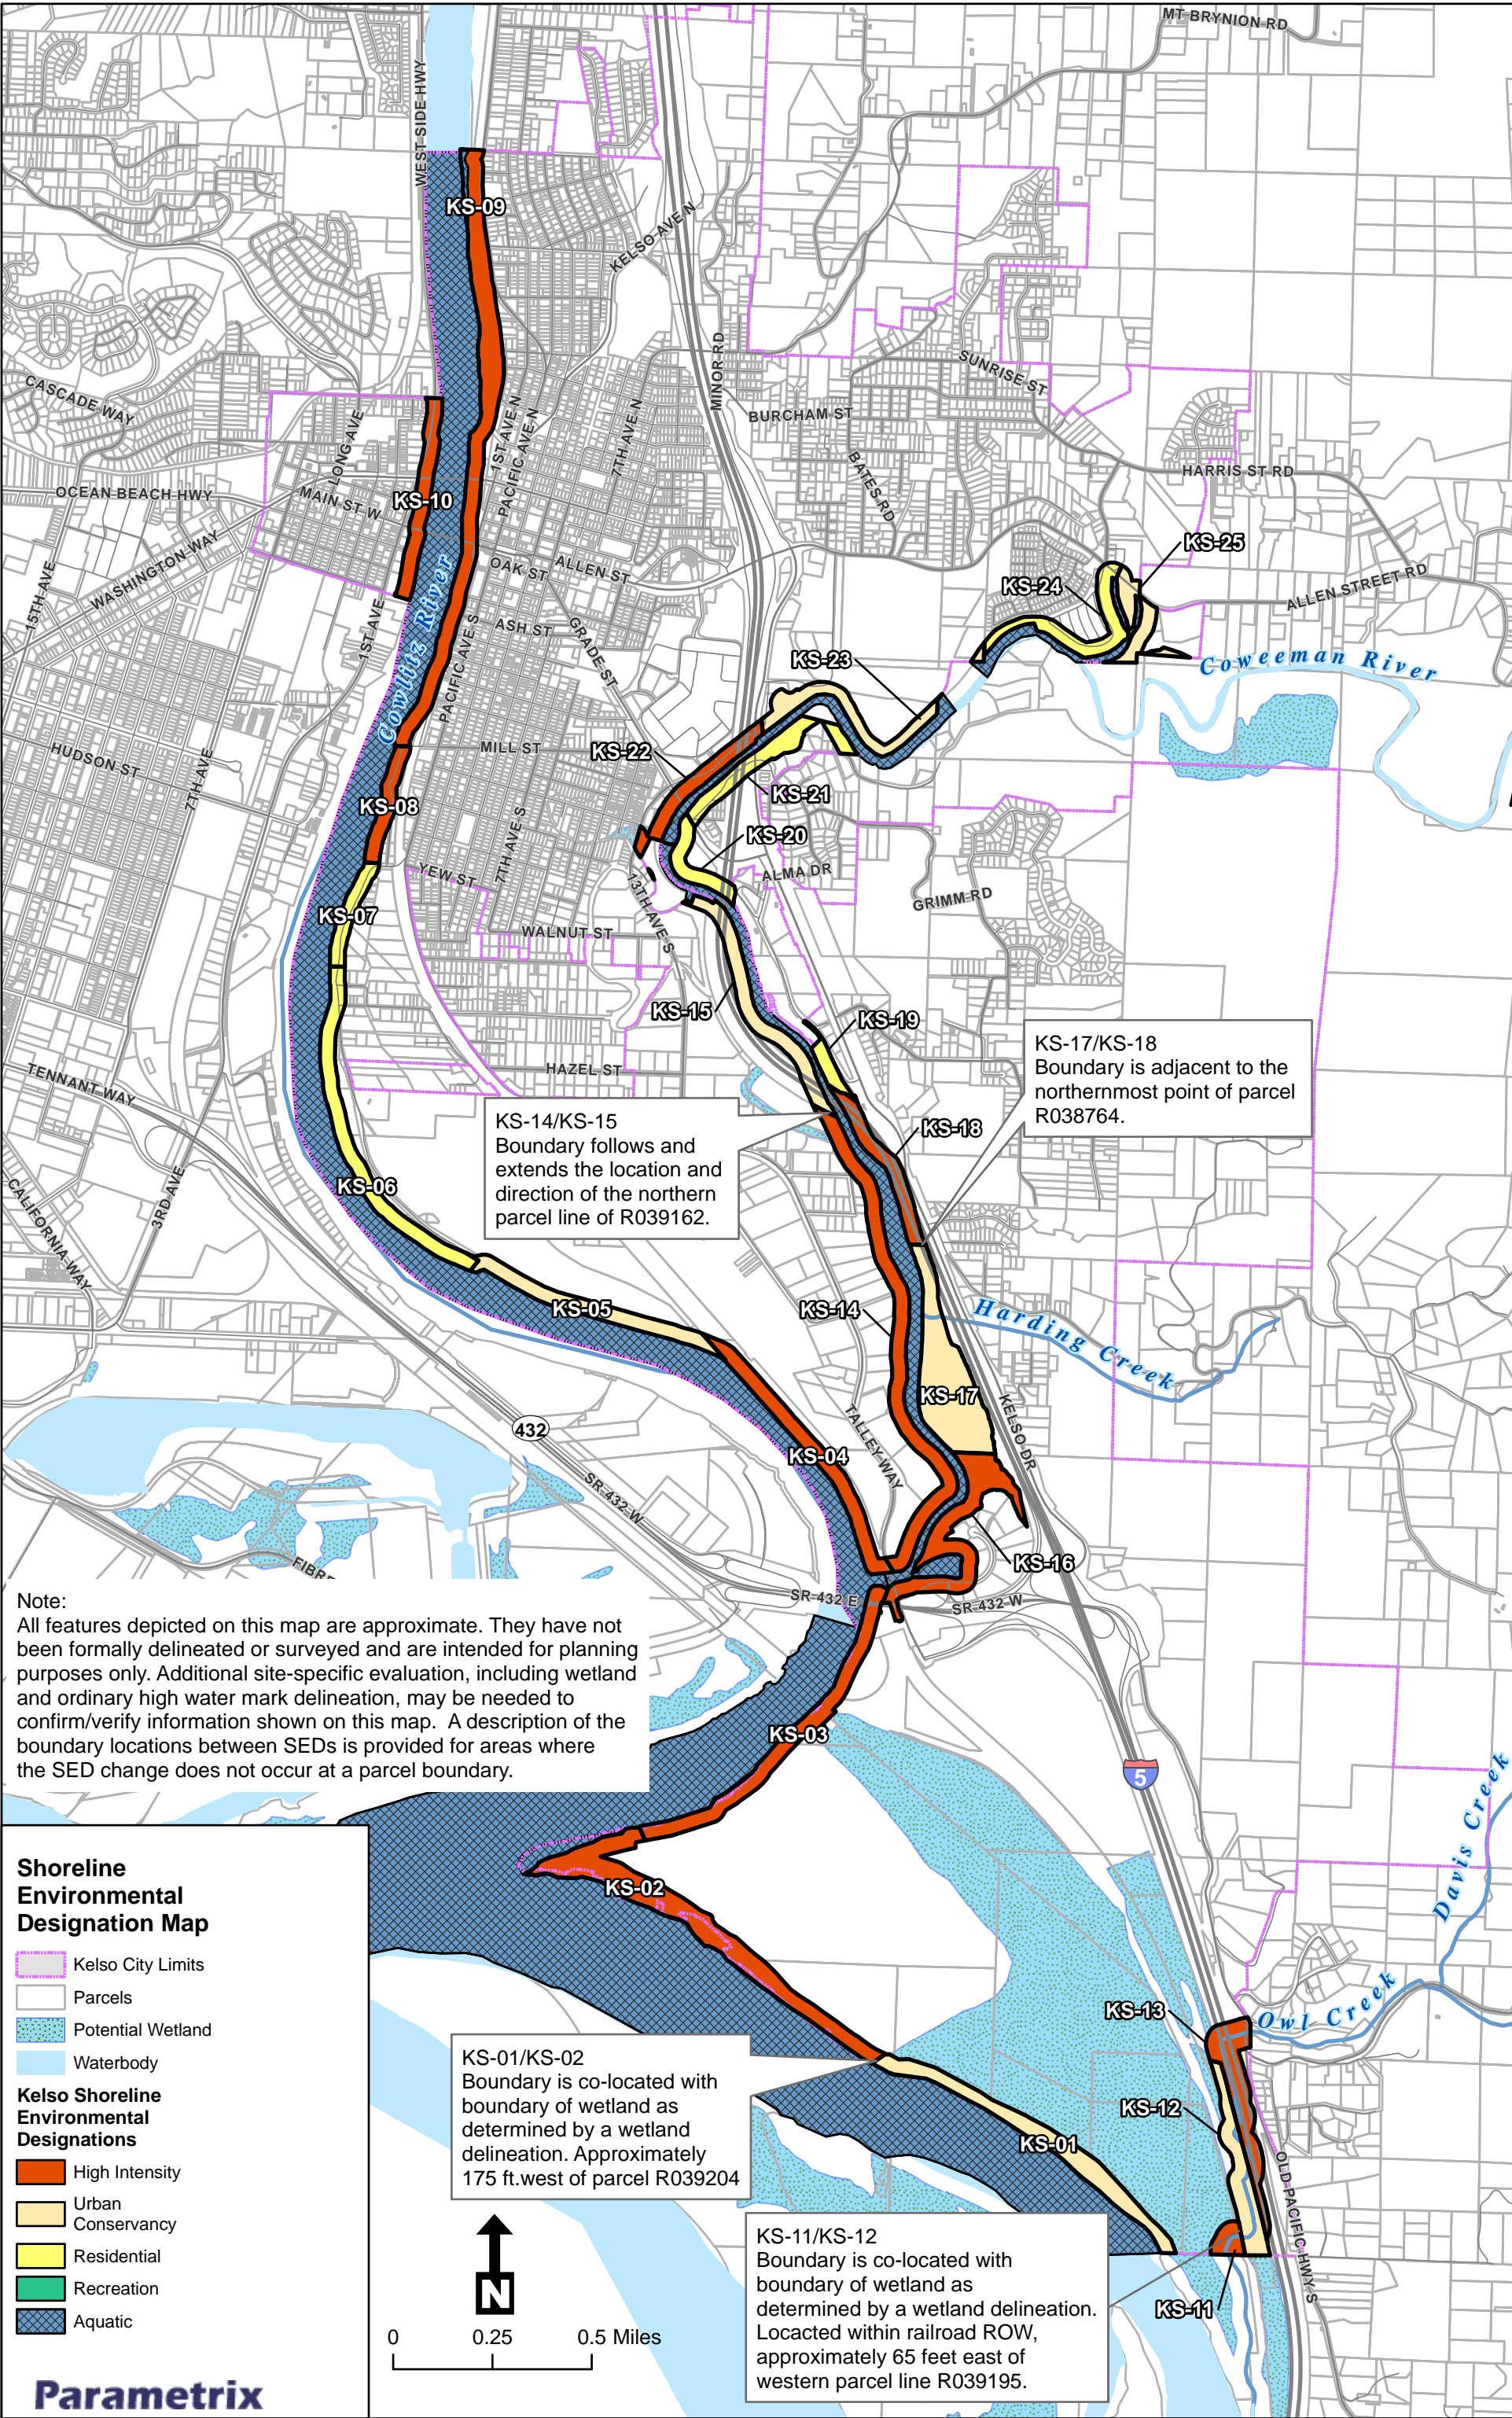 MT BRYNION RD
WEST SIDE HWY
KS-09
KELSO AVE N
MINOR RD
SUNRISE ST
CASCADE WAY
LONG AVE
1ST AVE N
PACIFIC AVE N
7TH AVE N
BURCHAM ST
BATES RD
HARRIS ST RD
OCEAN BEACH HWY
MAIN ST W
KS-10
WASHINGTON WAY
15TH AVE
OAK ST
ALLEN ST
KS-25
KS-24
ALLEN STREET RD
1ST AVE
Cowlitz River
PACIFIC AVE S
ASH ST
GRADE ST
KS-23
Coweeman River
HUDSON ST
7TH AVE
MILL ST
KS-22
KS-21
KS-08
KS-20
YEW ST
7TH AVE S
13TH AVE S
ALMA DR
GRIMM RD
KS-07
WALNUT ST
KS-15
KS-19
TENNANT WAY
HAZEL ST
KS-17/KS-18
Boundary is adjacent to the
northernmost point of parcel
R038764.
KS-14/KS-15
Boundary follows and
extends the location and
direction of the northern
parcel line of R039162.
KS-18
CALIFORNIA WAY
3RD AVE
KS-06
KS-05
KS-14
Harding Creek
KS-17
KELSO DR
432
SR 432 W
KS-04
TALLEY WAY
FIBRE
KS-16
SR 432 E
SR 432 W
Note:
All features depicted on this map are approximate. They have not
been formally delineated or surveyed and are intended for planning
purposes only. Additional site-specific evaluation, including wetland
and ordinary high water mark delineation, may be needed to
confirm/verify information shown on this map.  A description of the
boundary locations between SEDs is provided for areas where
the SED change does not occur at a parcel boundary.
KS-03
5
Davis Creek
KS-02
Shoreline
Environmental
Designation Map
Kelso City Limits
Parcels
Potential Wetland
Waterbody
Kelso Shoreline
Environmental
Designations
High Intensity
Urban
Conservancy
Residential
Recreation
Aquatic
Parametrix
KS-13
Owl Creek
KS-01/KS-02
Boundary is co-located with
boundary of wetland as
determined by a wetland
delineation. Approximately
175 ft.west of parcel R039204
KS-12
KS-01
OLD PACIFIC HWY S
KS-11/KS-12
Boundary is co-located with
boundary of wetland as
determined by a wetland delineation.
Locacted within railroad ROW,
approximately 65 feet east of
western parcel line R039195.
KS-11
N
0 0.25 0.5 Miles